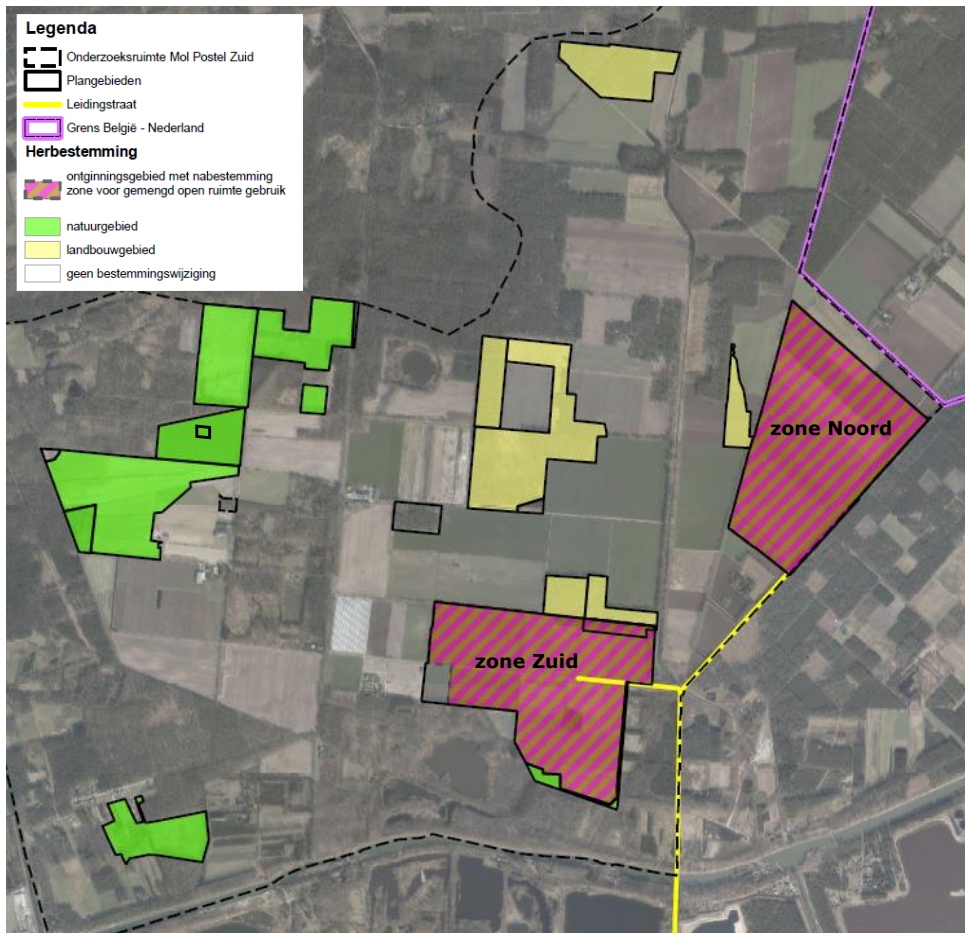 Legenda
Onderzoeksruimte Mol Postel Zuid
Plangebieden
Leidingstraat
Grens België - Nederland
Herbestemming
ontginningsgebied met nabestemming
zone voor gemengd open ruimte gebruik
natuurgebied
landbouwgebied
geen bestemmingswijziging
zone Noord
zone Zuid